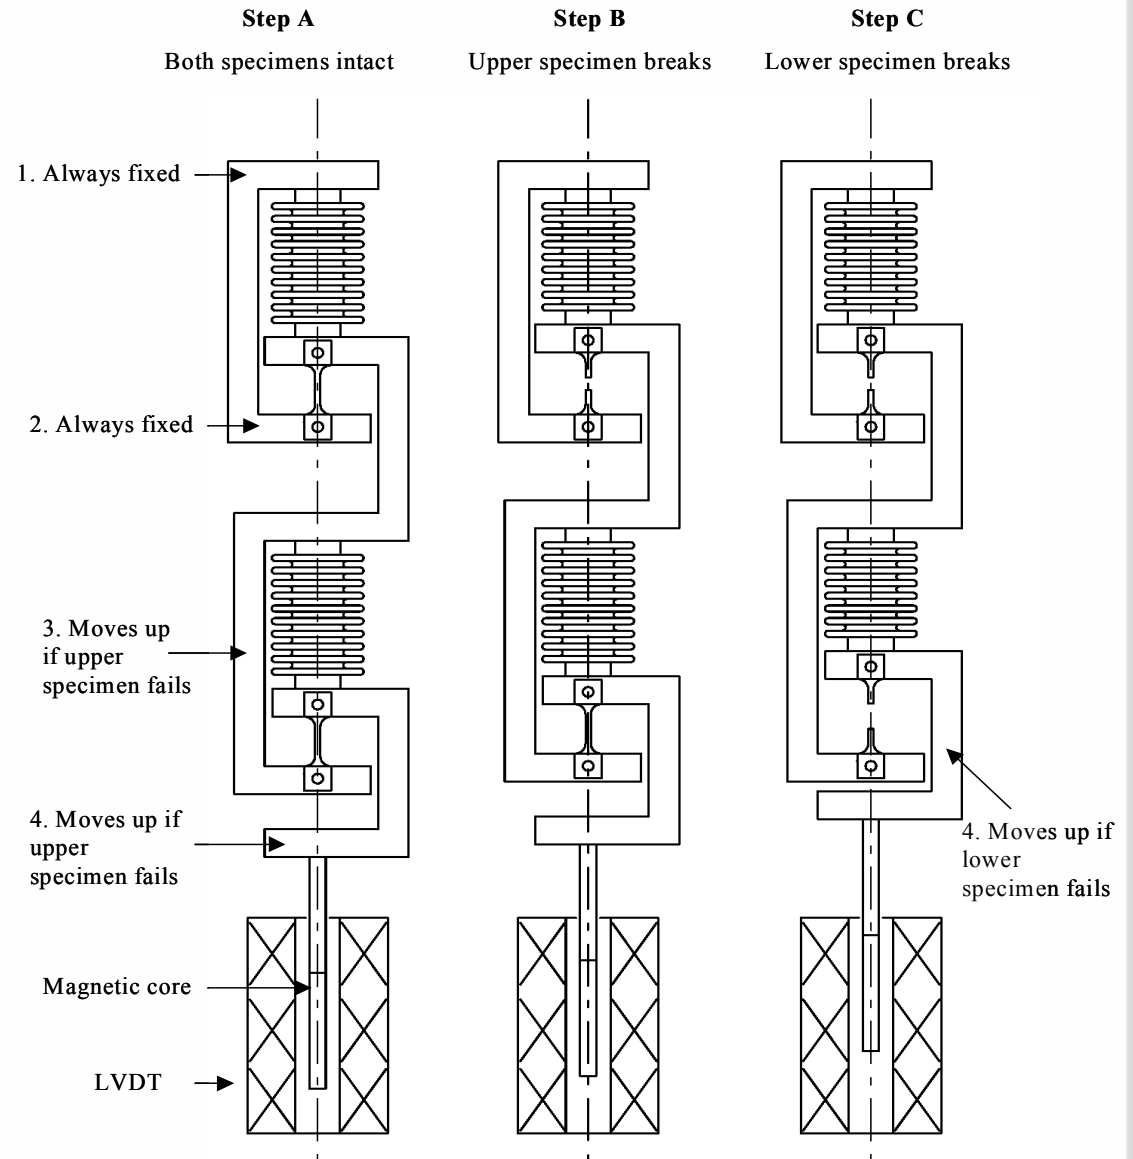 Step A
Both specimens intact
Step B
Upper specimen breaks
Step C
Lower specimen breaks
1. Always fixed
2. Always fixed
3. Moves up
if upper
specimen fails
4. Moves up if
upper
specimen fails
4. Moves up if
lower
specimen fails
Magnetic core
LVDT